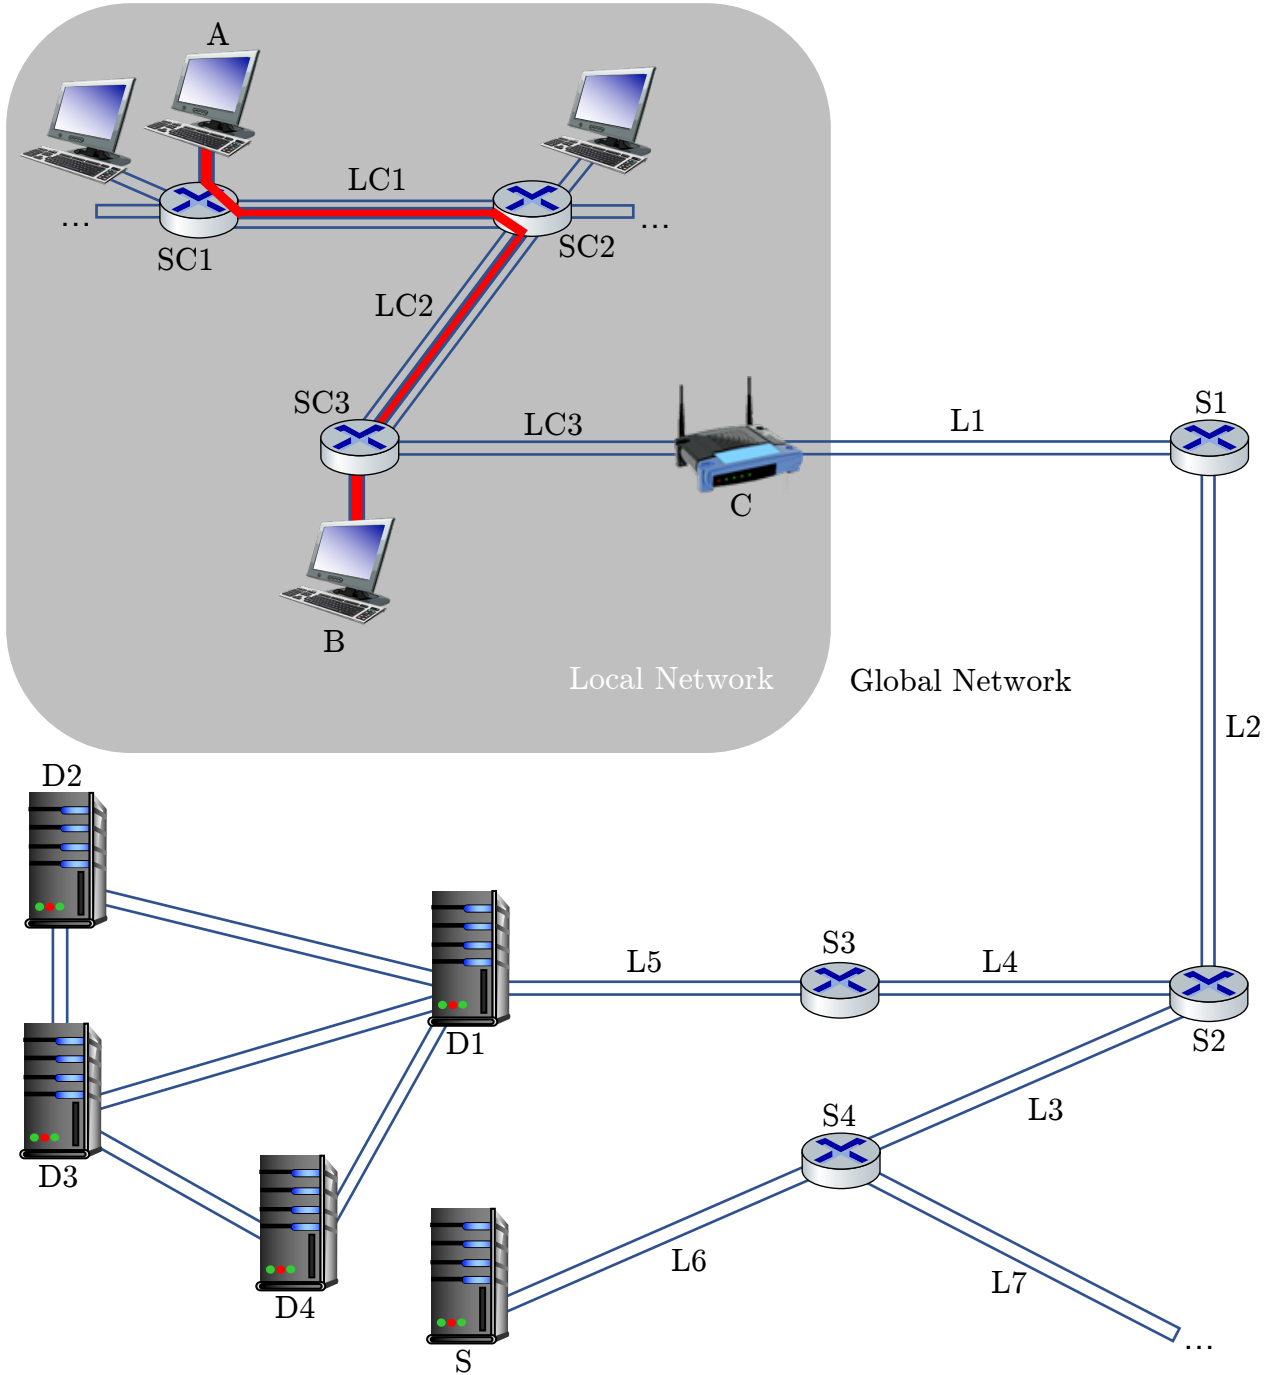 A
LC1
...
SC1
SC2
...
LC2
SC3
LC3
C
L1
S1
B
Local Network
Global Network
L2
D2
S3
L5
L4
D1
S2
S4
L3
D3
L6
L7
D4
S
...